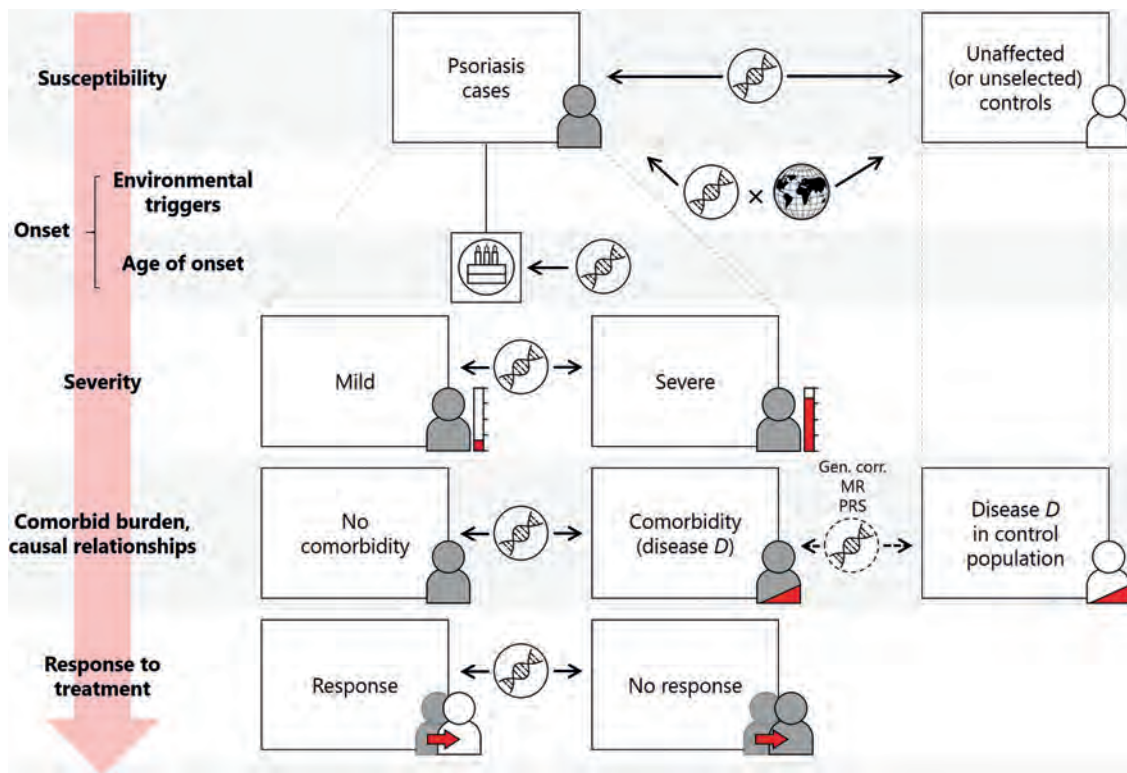 Susceptibility
Psoriasis
cases
Unaffected
(or unselected)
controls
Onset
Environmental
triggers
×
Age of onset
Severity
Mild
Severe
Comorbid burden,
causal relationships
No
comorbidity
Comorbidity
(disease D)
Gen. corr.
MR
PRS
Disease D
in control
population
Response to
treatment
Response
No response